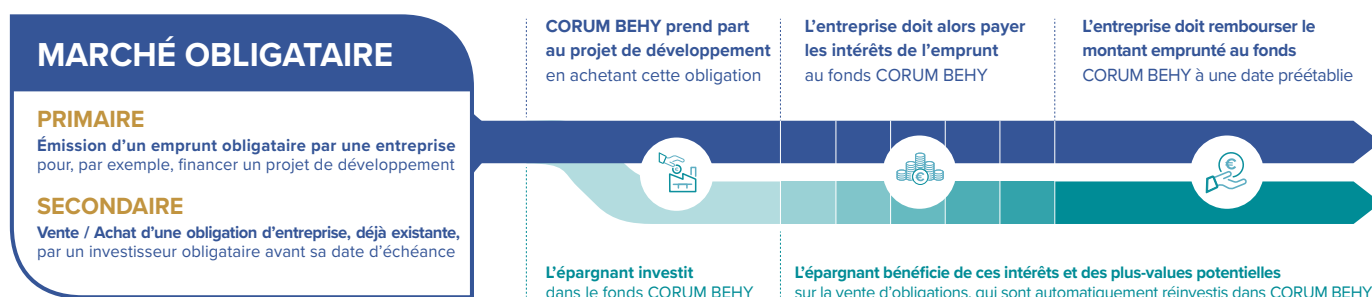 MARCHÉ OBLIGATAIRE
PRIMAIRE
Émission d'un emprunt obligataire par une entreprise
pour, par exemple, financer un projet de développement
SECONDAIRE
Vente / Achat d'une obligation d'entreprise, déjà existante,
par un investisseur obligataire avant sa date d'échéance
CORUM BEHY prend part
au projet de développement
en achetant cette obligation
L'entreprise doit alors payer
les intérêts de l'emprunt
au fonds CORUM BEHY
L'entreprise doit rembourser le
montant emprunté au fonds
CORUM BEHY à une date préétablie
€
€
L'épargnant investit
dans le fonds CORUM BEHY
L'épargnant bénéficie de ces intérêts et des plus-values potentielles
sur la vente d'obligations, qui sont automatiquement réinvestis dans CORUM BEHY